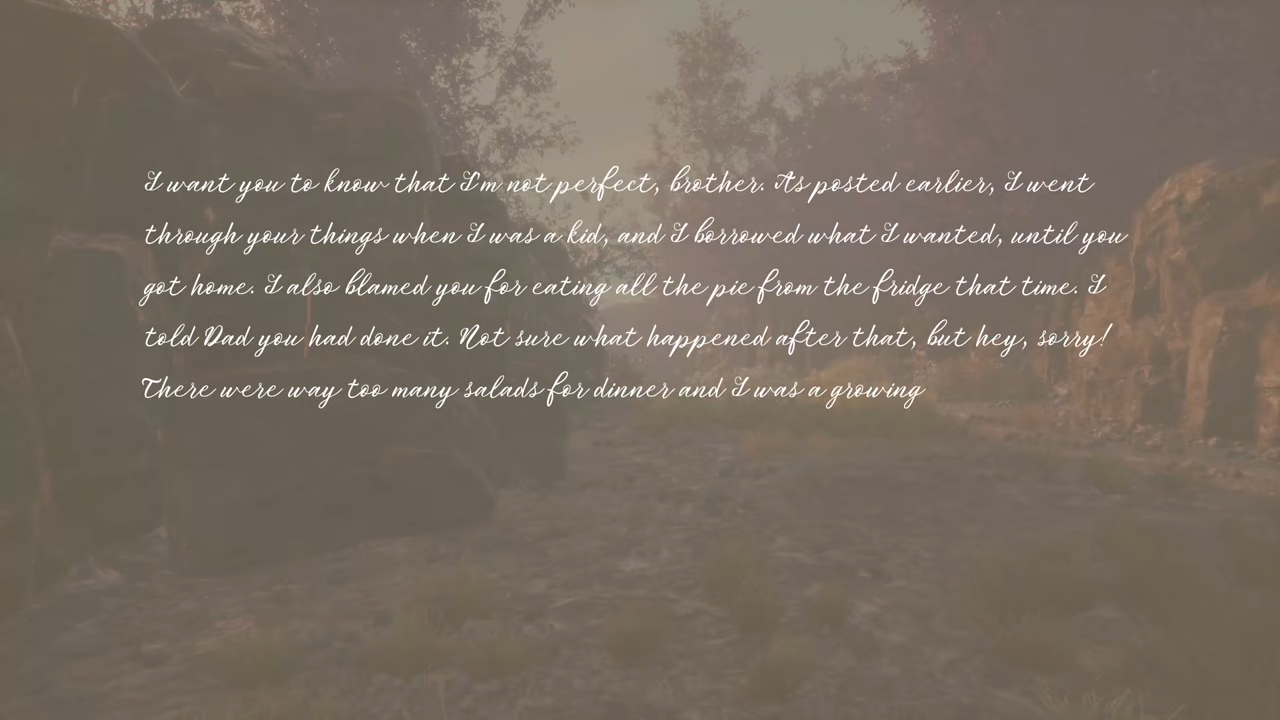 I want you to know that I'm not perfect, brother. As posted earlier, I went
through your things when I was a kid, and I borrowed what I wanted, until you
got home. I also blamed you for eating all the pie from the fridge that time. I
told Dad you had done it. Not sure what happened after that, but hey, sorry!
There were way too many salads for dinner and I was a growing